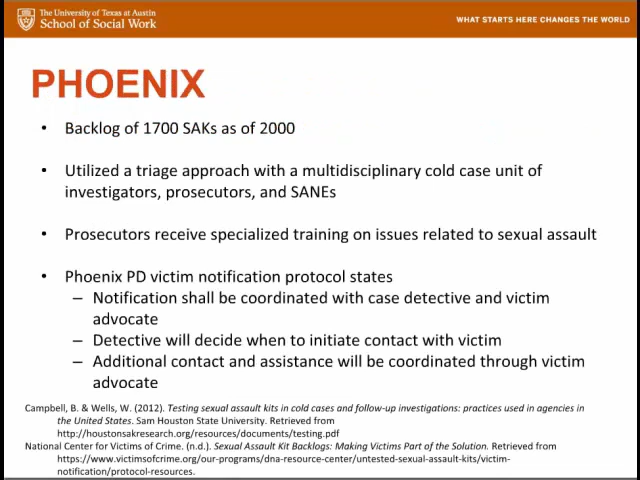 The University of Texas at Austin
School of Social Work
WHAT STARTS HERE CHANGES THE WORLD
PHOENIX
• Backlog of 1700 SAKs as of 2000
• Utilized a triage approach with a multidisciplinary cold case unit of
investigators, prosecutors, and SANEs
• Prosecutors receive specialized training on issues related to sexual assault
• Phoenix PD victim notification protocol states
– Notification shall be coordinated with case detective and victim
advocate
– Detective will decide when to initiate contact with victim
– Additional contact and assistance will be coordinated through victim
advocate
Campbell, B. & Wells, W. (2012). Testing sexual assault kits in cold cases and follow-up investigations: practices used in agencies in
the United States. Sam Houston State University. Retrieved from
http://houstonsakresearch.org/resources/documents/testing.pdf
National Center for Victims of Crime. (n.d.). Sexual Assault Kit Backlogs: Making Victims Part of the Solution. Retrieved from
https://www.victimsofcrime.org/our-programs/dna-resource-center/untested-sexual-assault-kits/victim-
notification/protocol-resources.